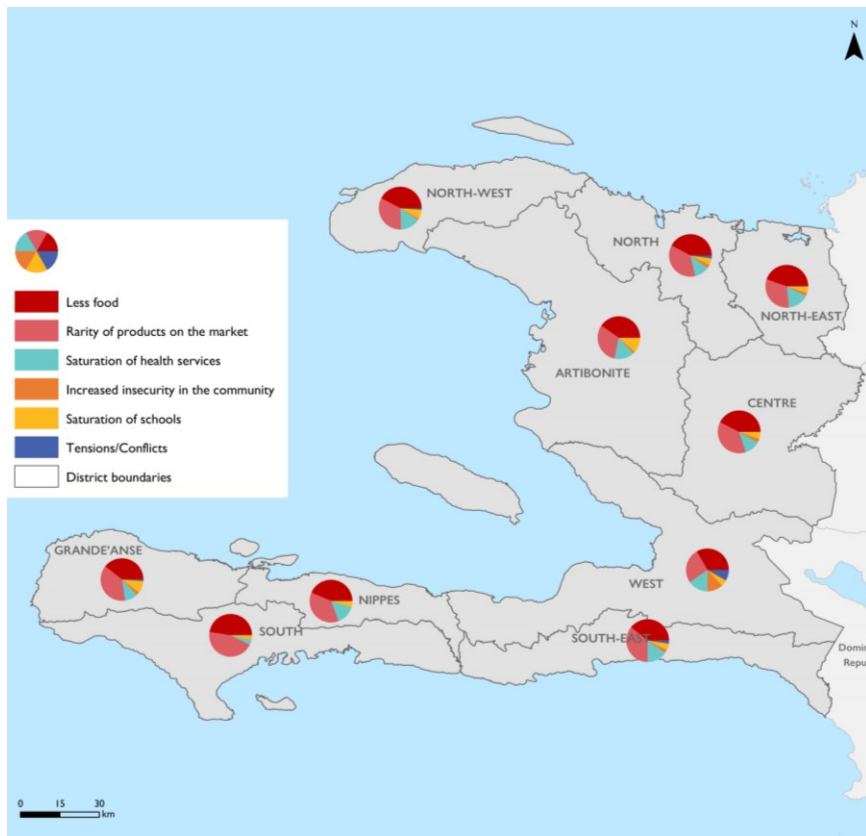 N
NORTH-WEST
NORTH
NORTH-EAST
ARTIBONITE
CENTRE
Less food
Rarity of products on the market
Saturation of health services
Increased insecurity in the community
Saturation of schools
Tensions/Conflicts
District boundaries
GRANDE'ANSE
NIPPES
WEST
SOUTH
SOUTH-EAST
Domin
Repu
0 15 30
km